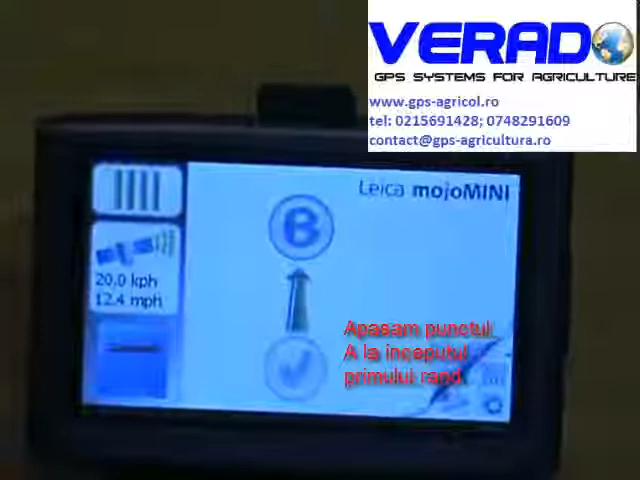 VERADO
GPS SYSTEMS FOR AGRICULTURE
www.gps-agricol.ro
tel: 0215691428; 0748291609
contact@gps-agricultura.ro
Leica mojoMINI
B
20.0 kph
12.4 mph
Apasam punctul
A la inceputul
primului rand